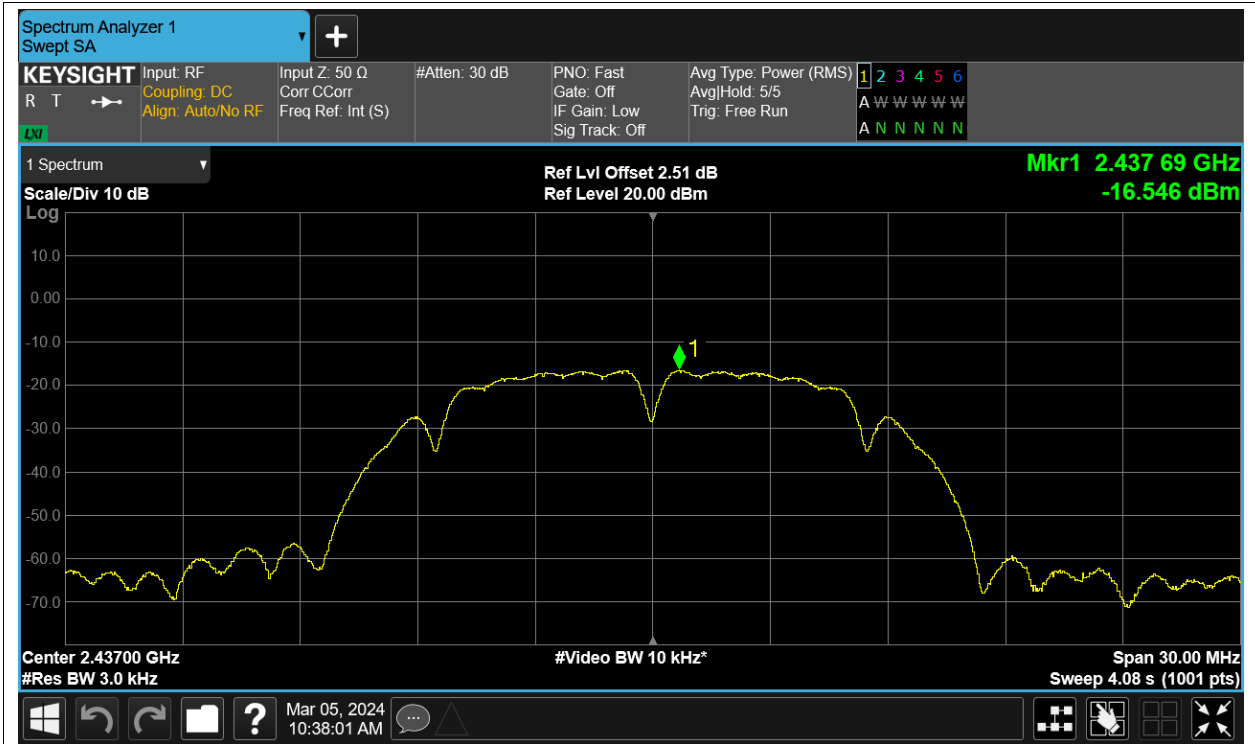 Spectrum Analyzer 1
Swept SA
KEYSIGHT
R T
LXI
Input: RF
Coupling: DC
Align: Auto/No RF
Input Z: 50 Ω
Corr CCorr
Freq Ref: Int (S)
#Atten: 30 dB
PNO: Fast
Gate: Off
IF Gain: Low
Sig Track: Off
Avg Type: Power (RMS)
Avg|Hold: 5/5
Trig: Free Run
1 2 3 4 5 6
A W W W W W
A N N N N N
1 Spectrum
Scale/Div 10 dB
Log
Ref Lvl Offset 2.51 dB
Ref Level 20.00 dBm
Mkr1 2.437 69 GHz
-16.546 dBm
10.0
0.00
-10.0
1
-20.0
-30.0
-40.0
-50.0
-60.0
-70.0
Center 2.43700 GHz
#Res BW 3.0 kHz
#Video BW 10 kHz*
Span 30.00 MHz
Sweep 4.08 s (1001 pts)
?
Mar 05, 2024
10:38:01 AM